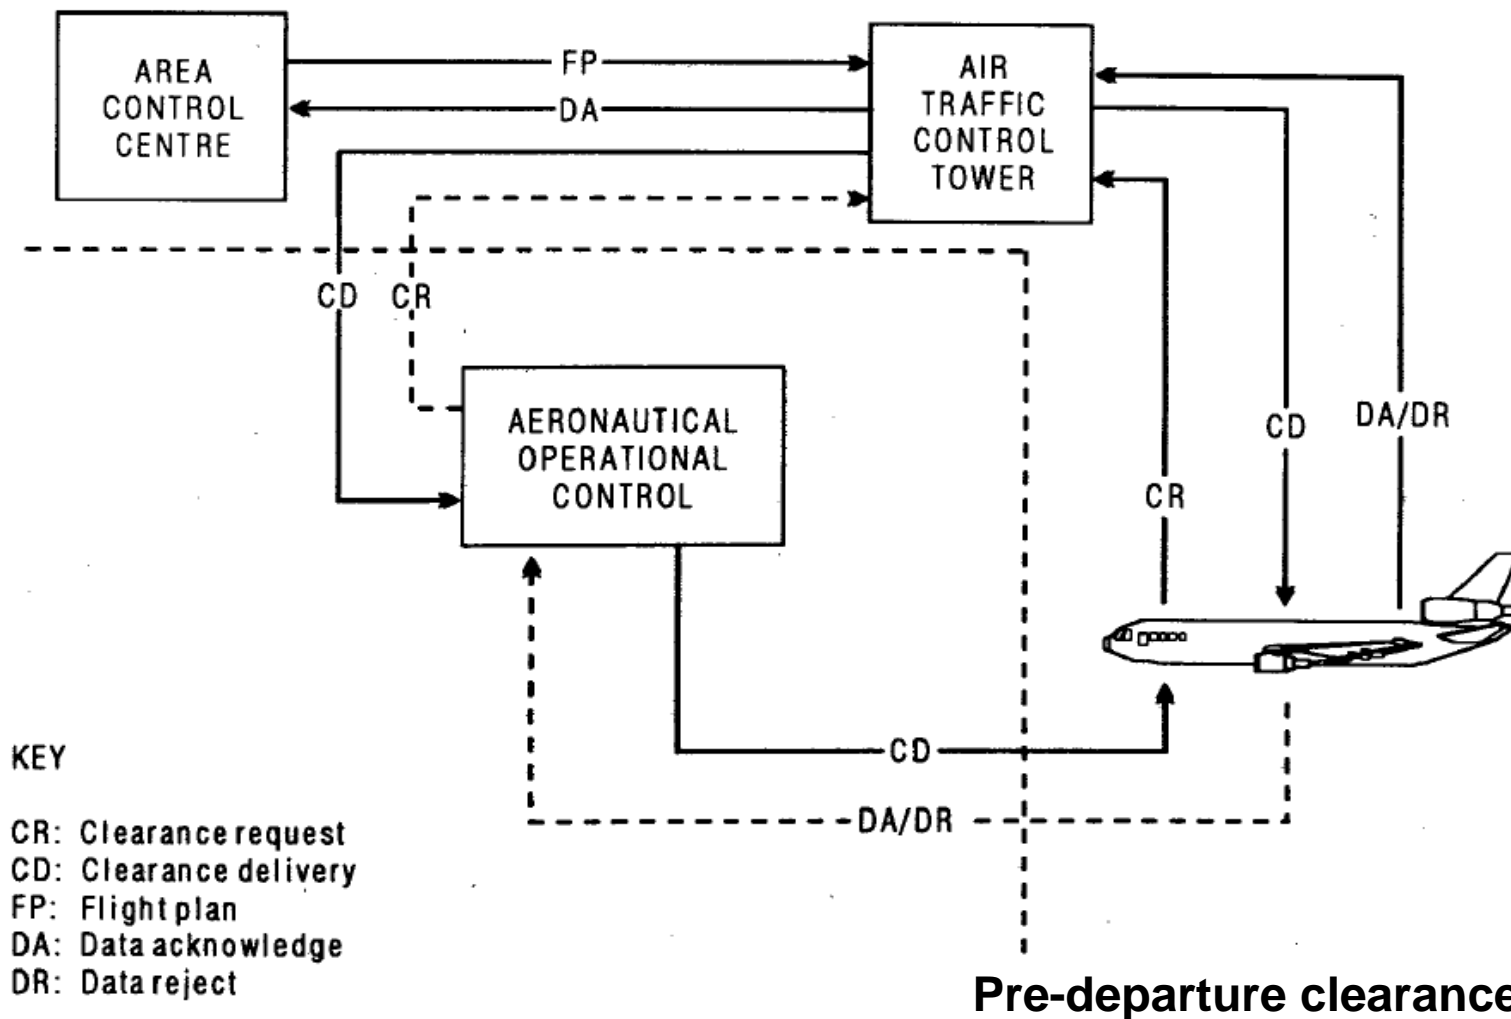 AREA
CONTROL
CENTRE
FP
DA
AIR
TRAFFIC
CONTROL
TOWER
CD
CR
AERONAUTICAL
OPERATIONAL
CONTROL
CR
CD
DA/DR
CD
DA/DR
KEY
CR: Clearance request
CD: Clearance delivery
FP: Flight plan
DA: Data acknowledge
DR: Data reject
Pre-departure clearance